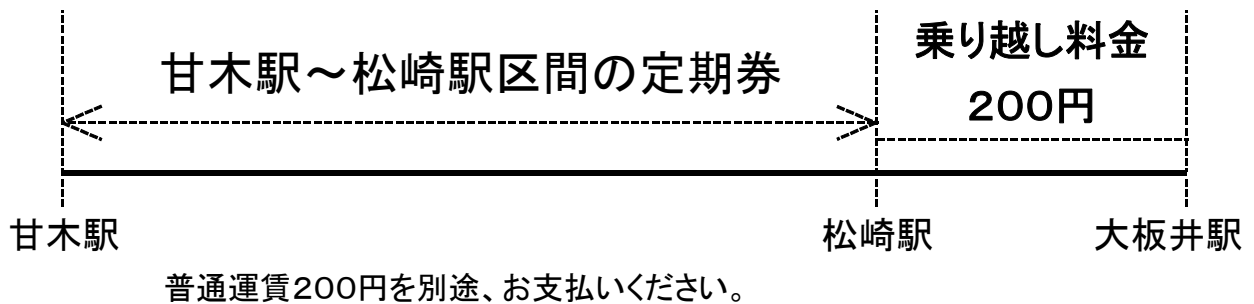 甘木駅～松崎駅区間の定期券
乗り越し料金
200円
甘木駅
松崎駅
大板井駅
普通運賃200円を別途、お支払いください。